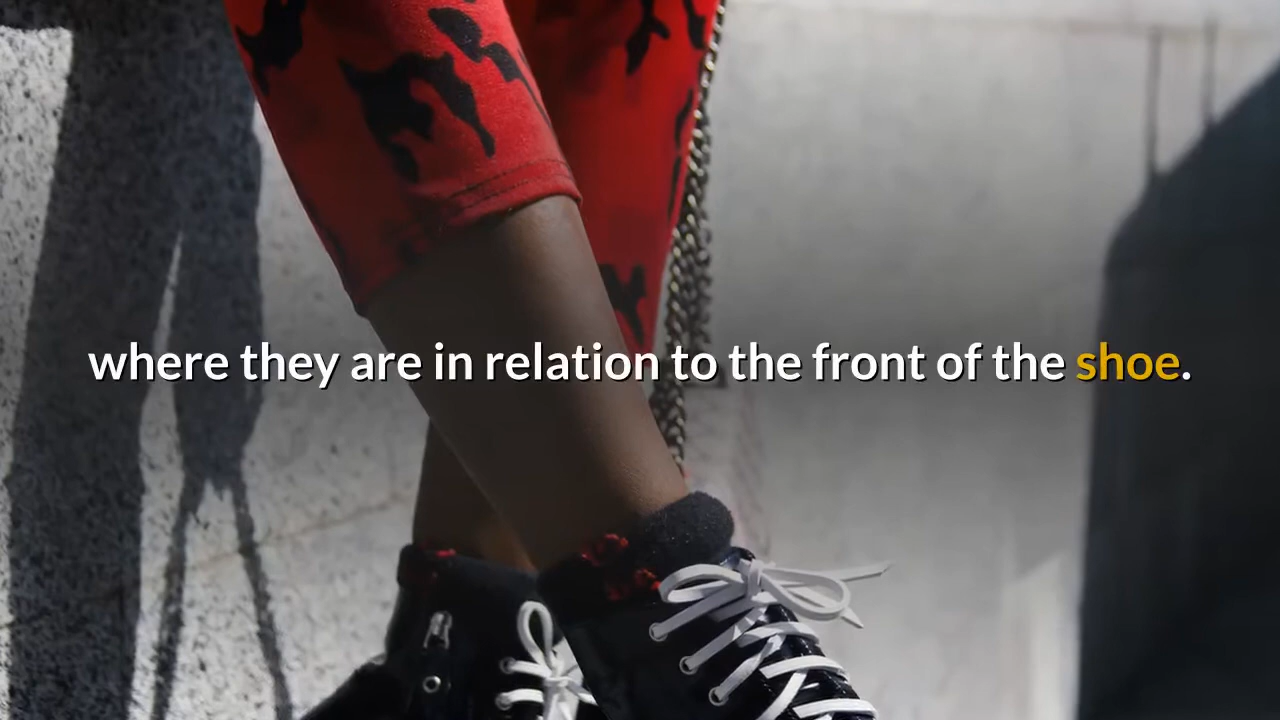 where they are in relation to the front of the shoe.